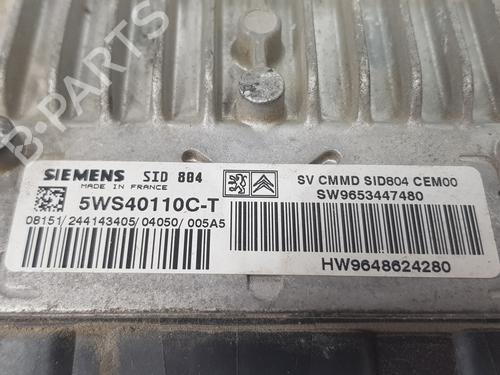 B-PARTS
SIEMENS SID 804
MADE IN FRANCE
5WS40110C-T
08151/244143405/04050/005A5
SV CMMD SID804 CEM00
SW9653447480
HW9648624280